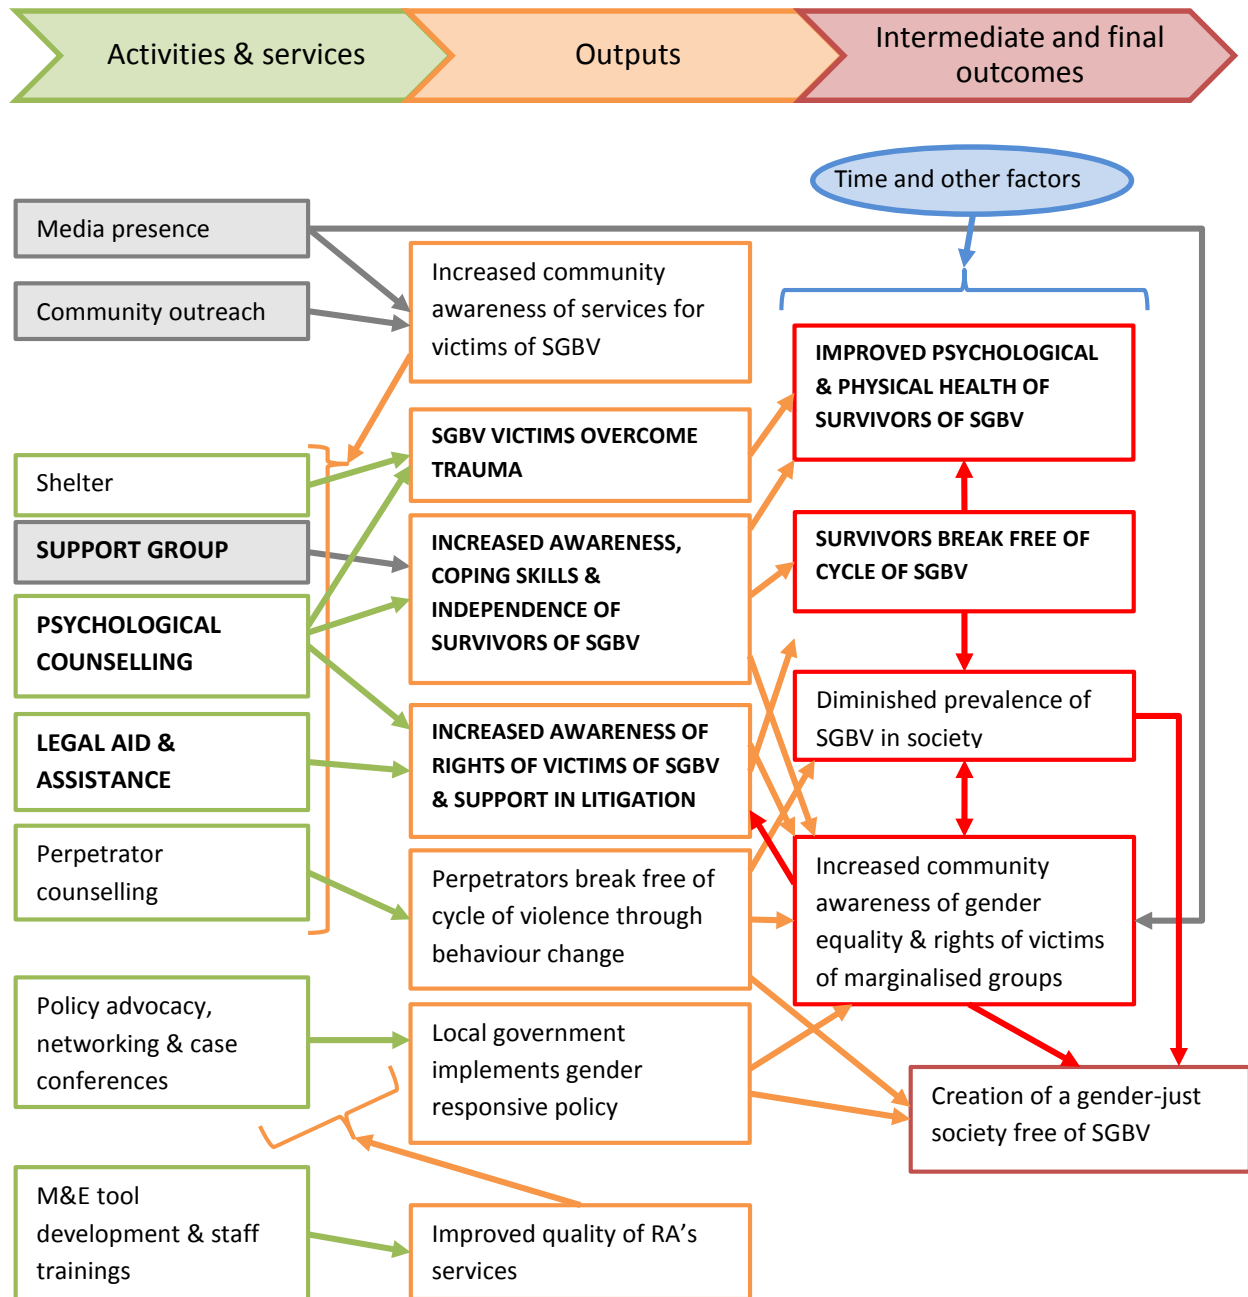 Activities & services
Outputs
Intermediate and final
outcomes
Time and other factors
Media presence
Community outreach
Increased community
awareness of services for
victims of SGBV
IMPROVED PSYCHOLOGICAL
& PHYSICAL HEALTH OF
SURVIVORS OF SGBV
Shelter
SUPPORT GROUP
PSYCHOLOGICAL
COUNSELLING
LEGAL AID &
ASSISTANCE
Perpetrator
counselling
SGBV VICTIMS OVERCOME
TRAUMA
INCREASED AWARENESS,
COPING SKILLS &
INDEPENDENCE OF
SURVIVORS OF SGBV
INCREASED AWARENESS OF
RIGHTS OF VICTIMS OF SGBV
& SUPPORT IN LITIGATION
Perpetrators break free of
cycle of violence through
behaviour change
SURVIVORS BREAK FREE OF
CYCLE OF SGBV
Diminished prevalence of
SGBV in society
Increased community
awareness of gender
equality & rights of victims
of marginalised groups
Policy advocacy,
networking & case
conferences
Local government
implements gender
responsive policy
Creation of a gender-just
society free of SGBV
M&E tool
development & staff
trainings
Improved quality of RA’s
services